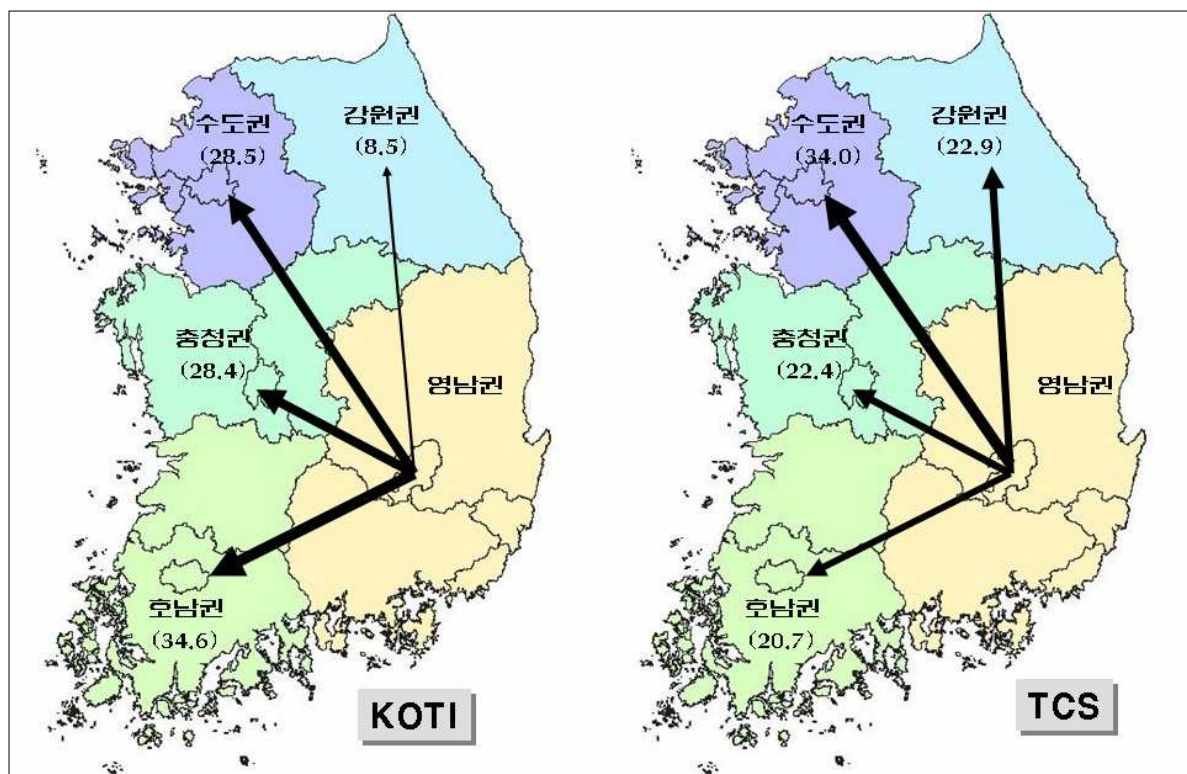 수도권
(28.5)
강원권
(8.5)
충청권
(28.4)
영남권
호남권
(34.6)
KOTI
수도권
(34.0)
강원권
(22.9)
충청권
(22.4)
영남권
호남권
(20.7)
TCS